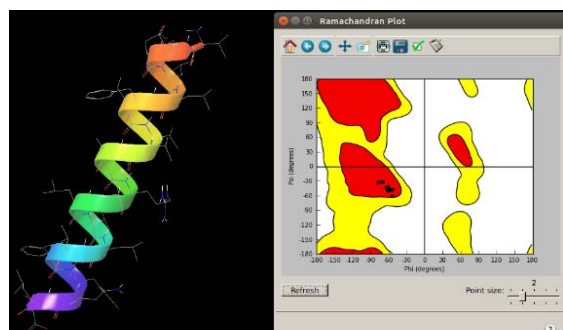 Ramachandran Plot
180
150
120
90
60
30
0
-30
-60
-90
-120
-150
-180
Psi (degrees)
-180 -150 -120 -90 -60 -30 0 30 60 90 120 150 180
Phi (degrees)
2
Refresh
Point size: